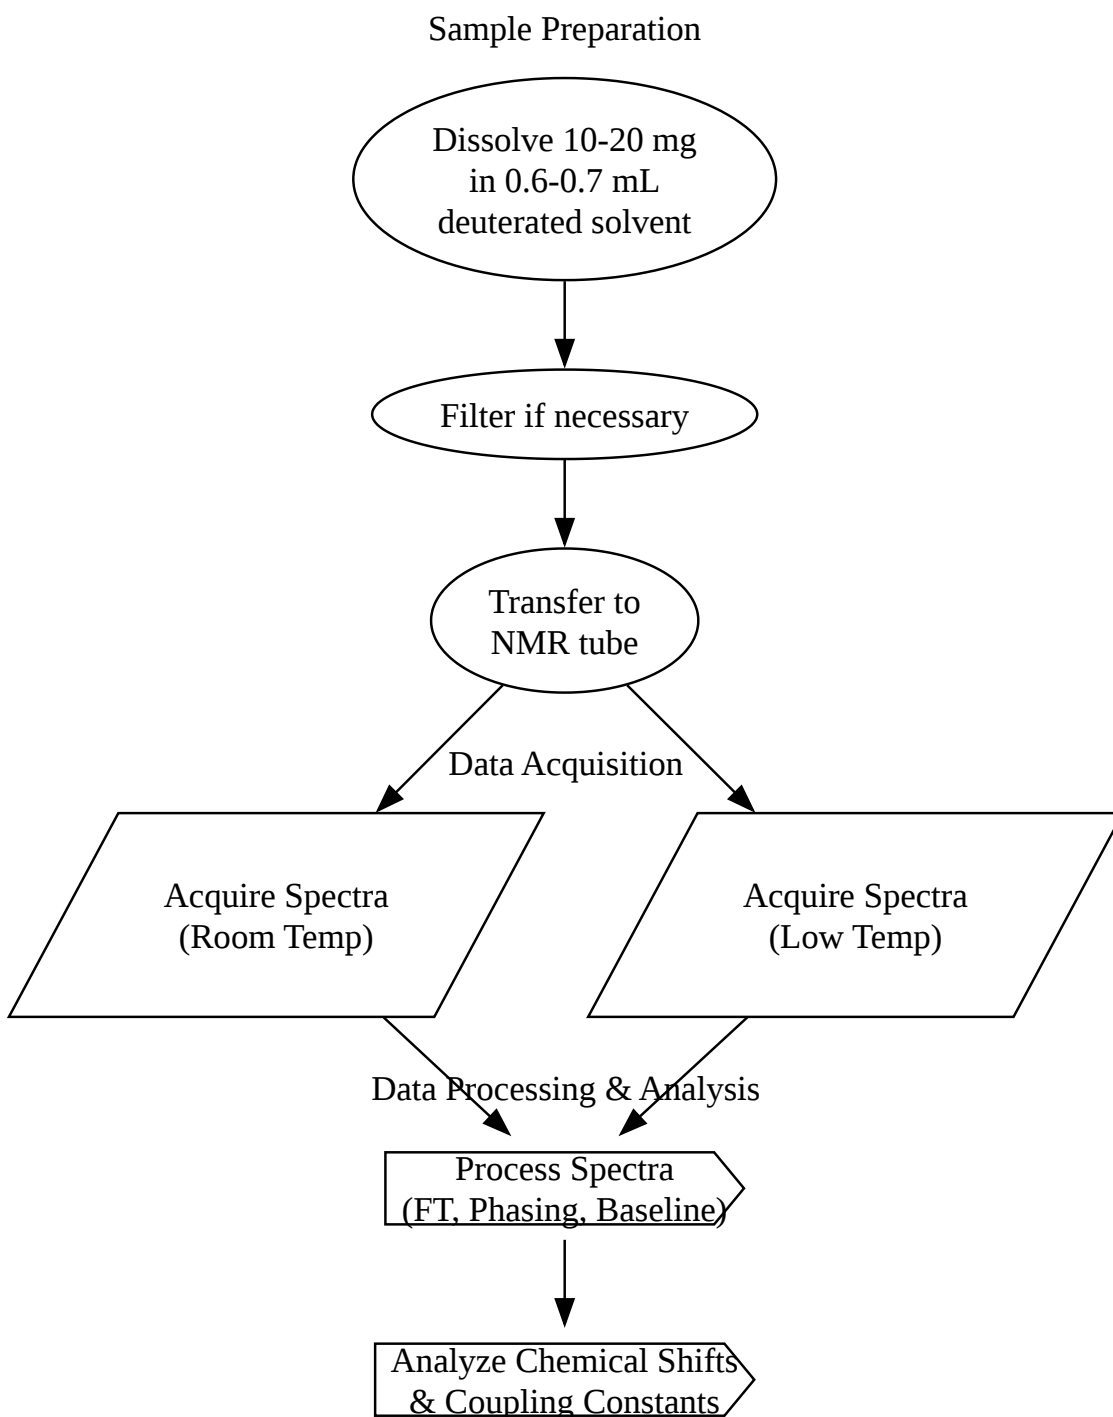 Sample Preparation
Dissolve 10-20 mg
in 0.6-0.7 mL
deuterated solvent
Filter if necessary
Transfer to
NMR tube
Data Acquisition
Acquire Spectra
(Room Temp)
Acquire Spectra
(Low Temp)
Data Processing & Analysis
Process Spectra
(FT, Phasing, Baseline)
Analyze Chemical Shifts
& Coupling Constants